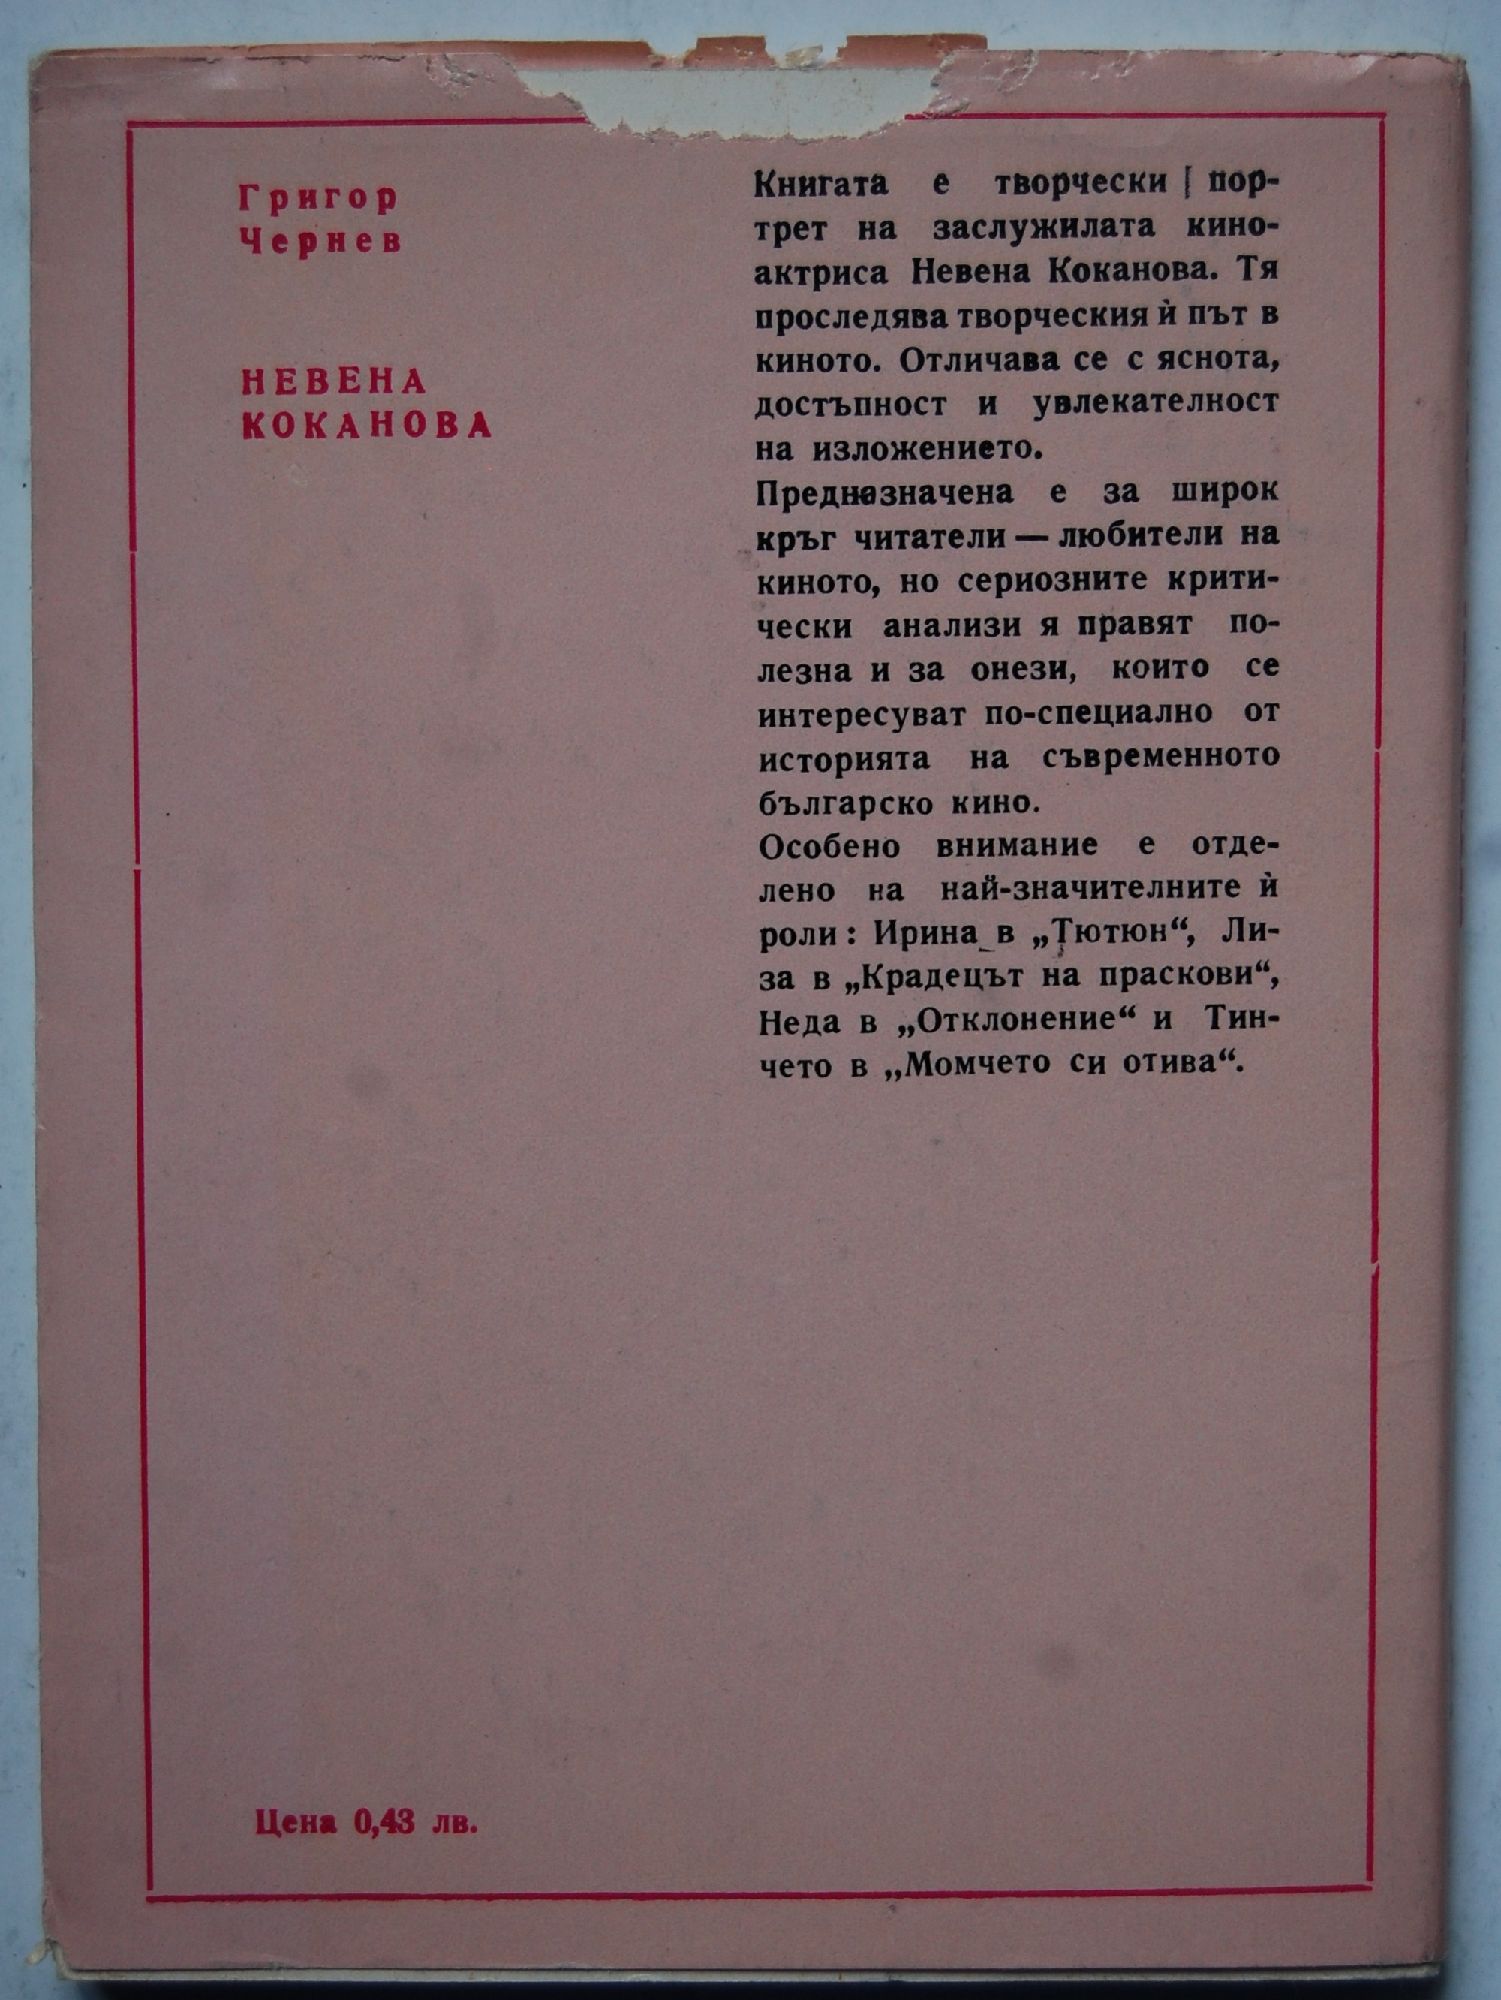 Григор
Чернев
НЕВЕНА
КОКАНОВА
Книгата е творчески пор-
трет на заслужилата кино-
актриса Невена Коканова. Тя
проследява творческия ѝ път в
киното. Отличава се с яснота,
достъпност и увлекателност
на изложението.
Предназначена е за широк
кръг читатели — любители на
киното, но сериозните крити-
чески анализи я правят по-
лезна и за онези, които се
интересуват по-специално от
историята на съвременното
българско кино.
Особено внимание е отде-
лено на най-значителните ѝ
роли: Ирина в „Тютюн“, Ли-
за в „Крадецът на праскови“,
Неда в „Отклонение“ и Тин-
чето в „Момчето си отива“.
Цена 0,43 лв.